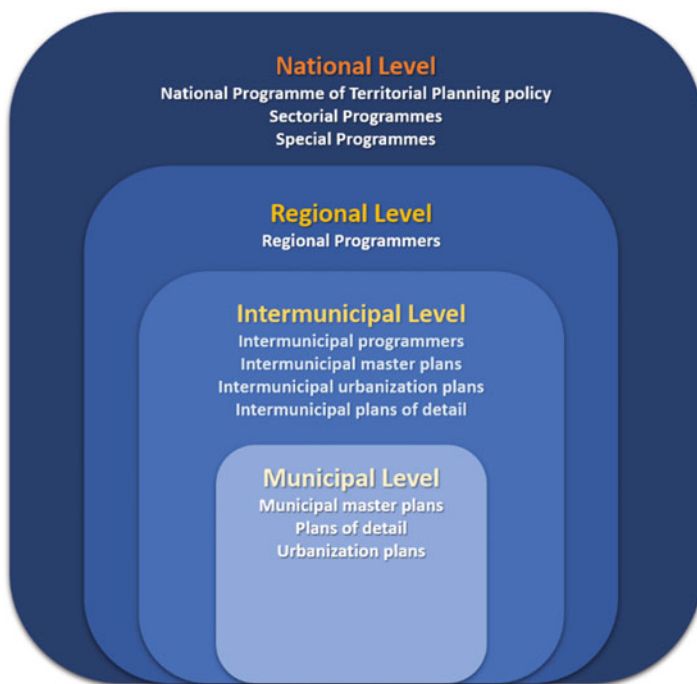 National Level
National Programme of Territorial Planning policy
Sectorial Programmes
Special Programmes
Regional Level
Regional Programmers
Intermunicipal Level
Intermunicipal programmers
Intermunicipal master plans
Intermunicipal urbanization plans
Intermunicipal plans of detail
Municipal Level
Municipal master plans
Plans of detail
Urbanization plans